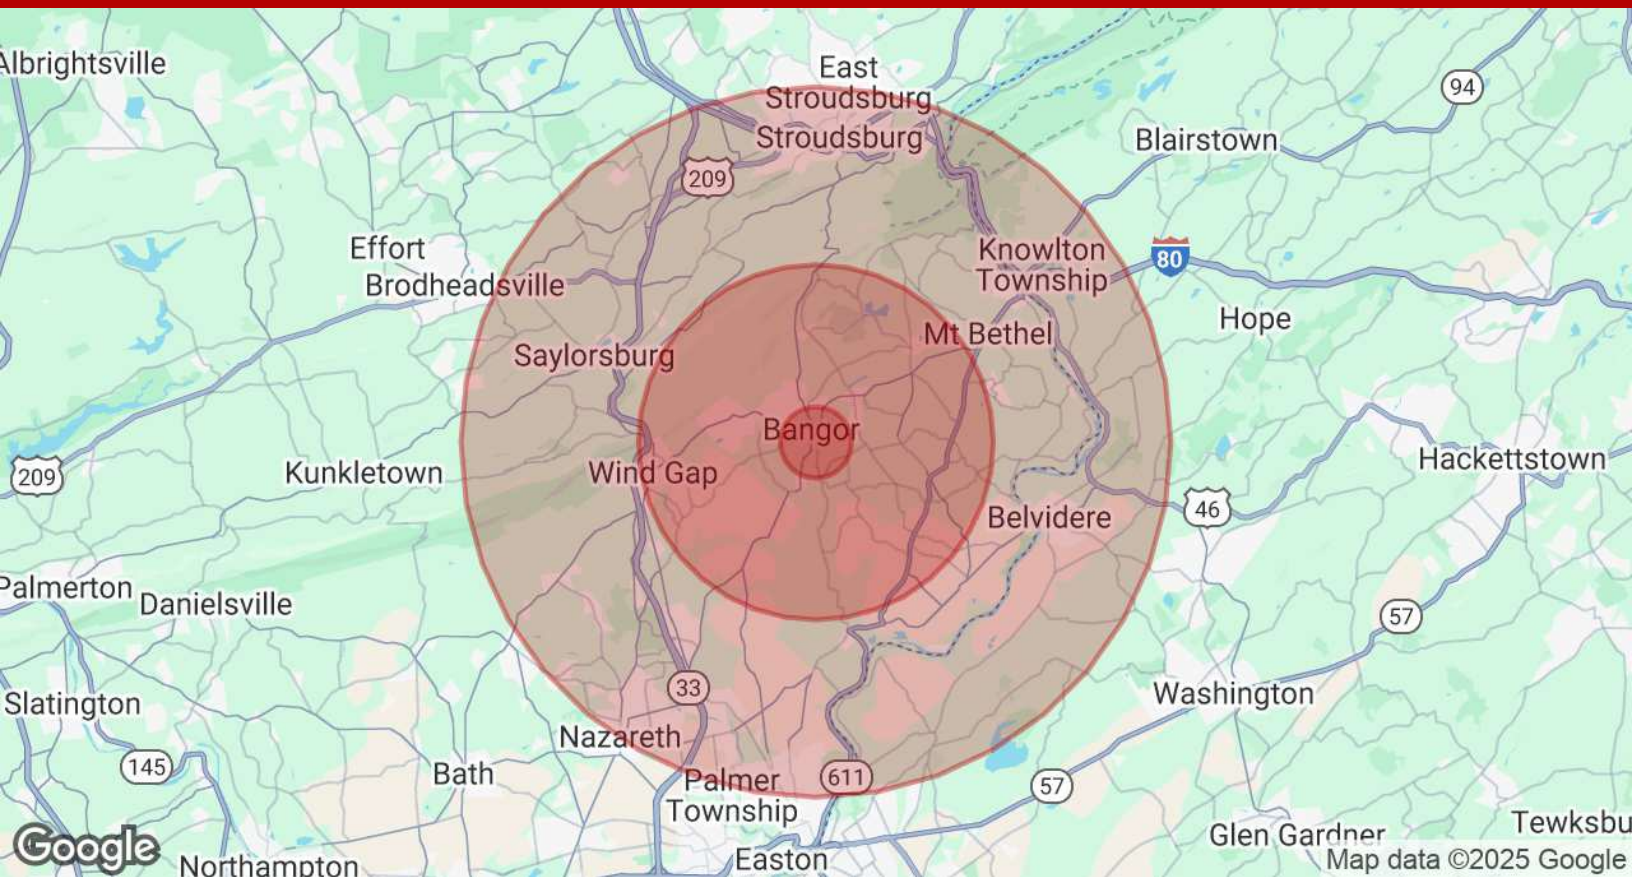 Albrightsville
East
Stroudsburg
Stroudsburg
94
Blairstown
209
Effort
Brodheadsville
Knowlton
Township
80
Hope
Mt Bethel
Saylorsburg
Bangor
209
Kunkletown
Wind Gap
Hackettstown
46
Belvidere
Palmerton
Danielsville
57
33
Slatington
Washington
Nazareth
145
Bath
Palmer
Township
611
57
Google
Northampton
Easton
Glen Gardner
Tewksbu
Map data ©2025 Google